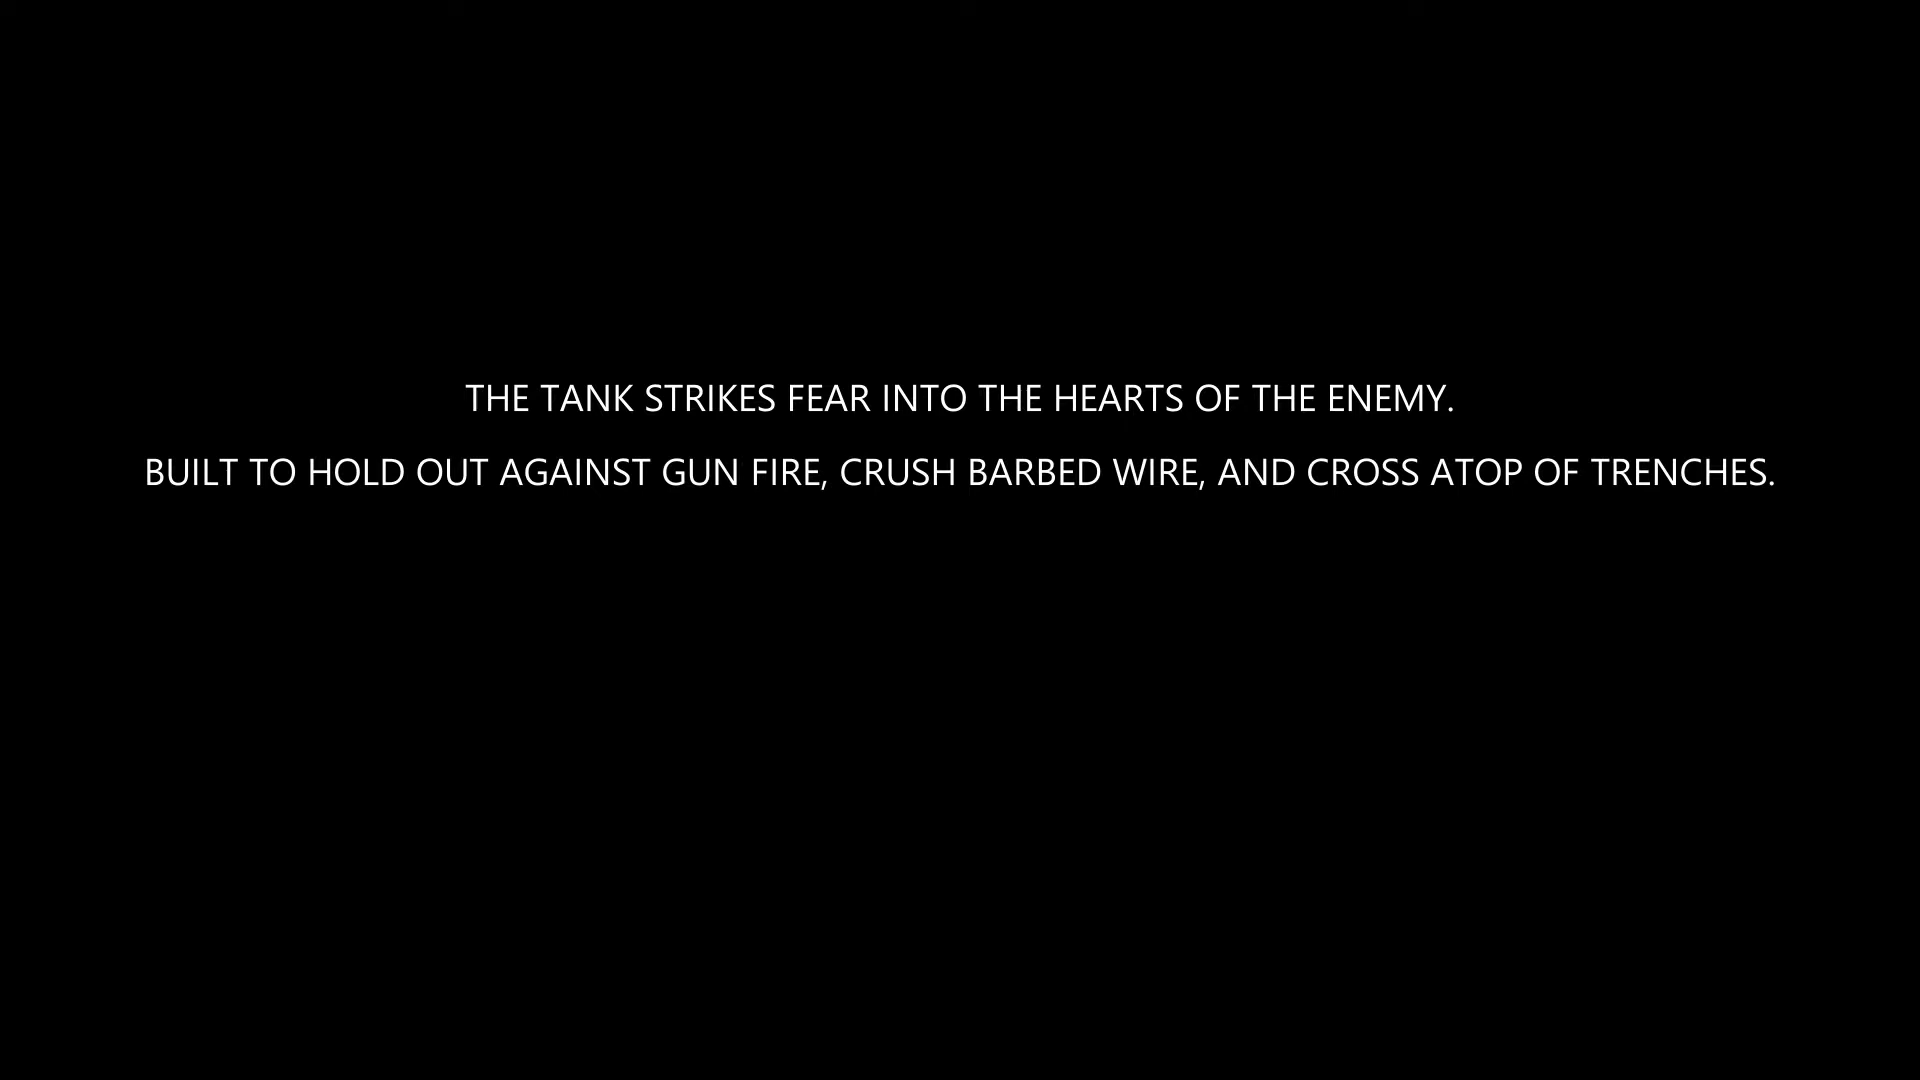 THE TANK STRIKES FEAR INTO THE HEARTS OF THE ENEMY.
BUILT TO HOLD OUT AGAINST GUN FIRE, CRUSH BARBED WIRE, AND CROSS ATOP OF TRENCHES.